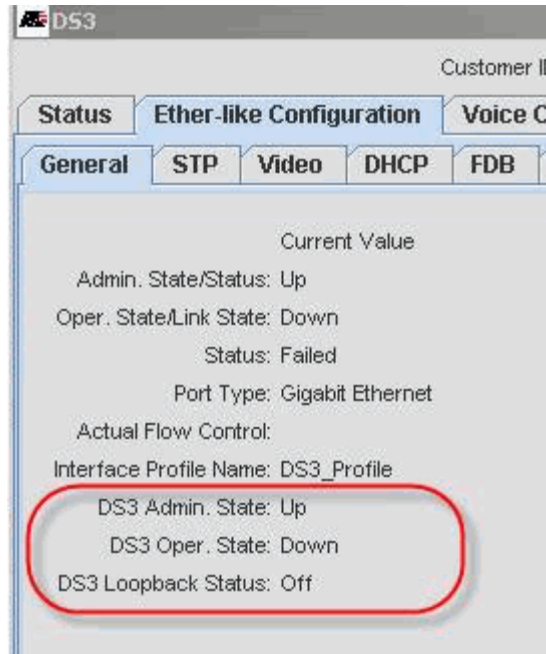 DS3
Customer I
Status Ether-like Configuration Voice C
General STP Video DHCP FDB
Current Value
Admin. State/Status: Up
Oper. State/Link State: Down
Status: Failed
Port Type: Gigabit Ethernet
Actual Flow Control:
Interface Profile Name: DS3_Profile
DS3 Admin. State: Up
DS3 Oper. State: Down
DS3 Loopback Status: Off